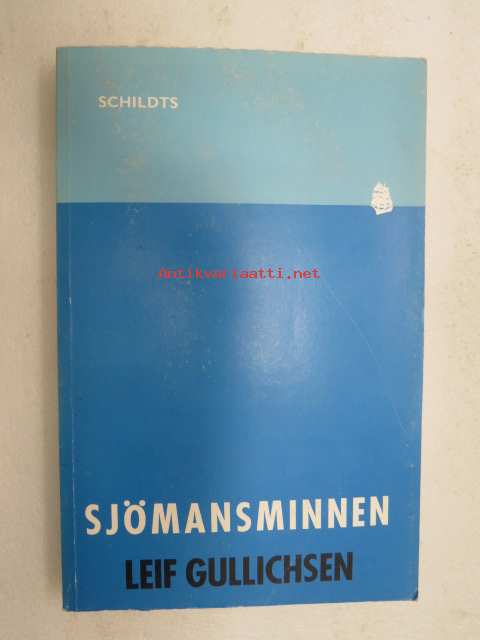 SCHILDTS
Antikvariaatti.net
SJÖMANSMINNEN
LEIF GULLICHSEN